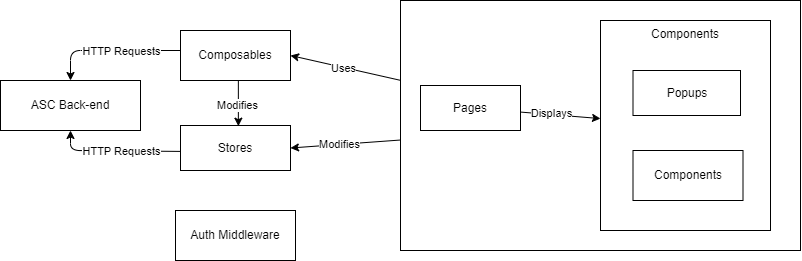 Components
HTTP Requests
Composables
Uses
ASC Back-end
Modifies
Pages
Displays
Popups
HTTP Requests
Stores
Modifies
Components
Auth Middleware